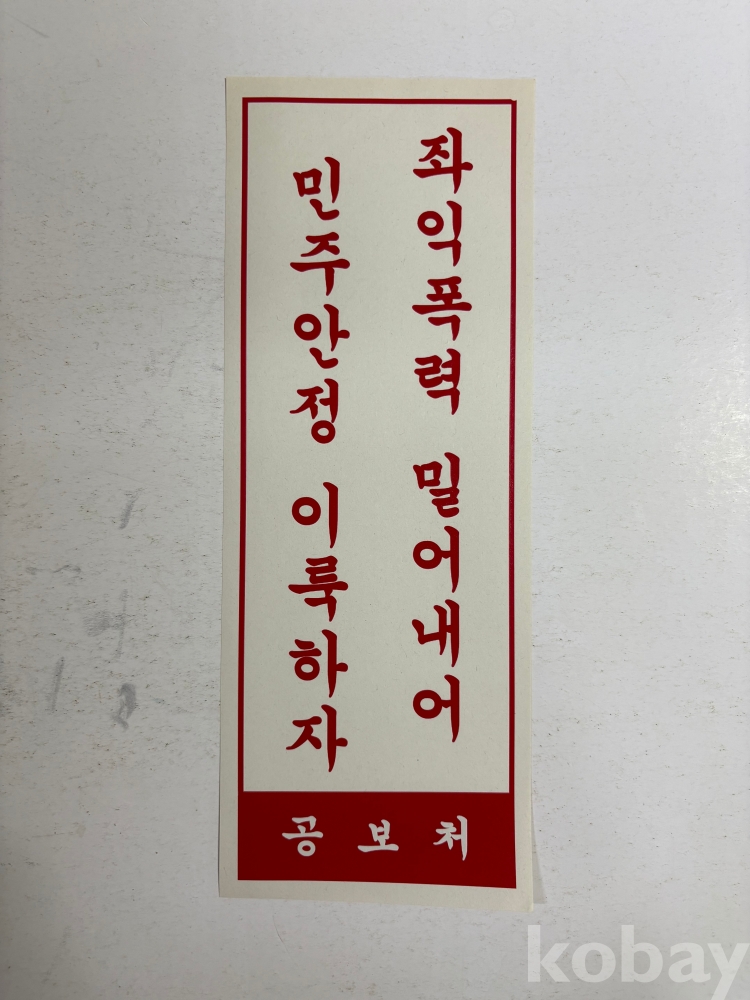 좌익폭력 밀어내어
민주안정 이룩하자
공보처
kobay